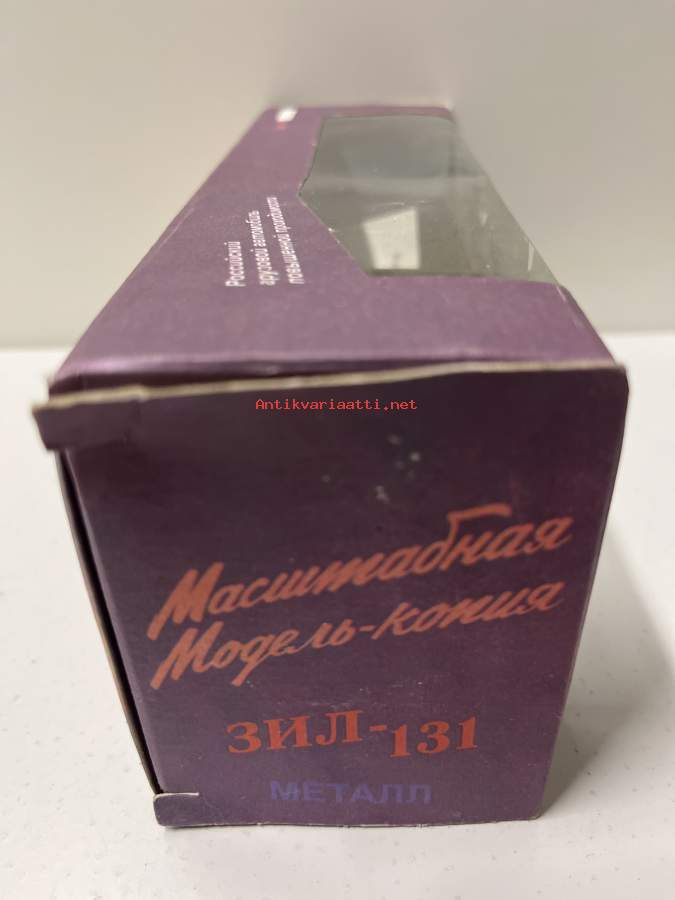 Российский
грузовой автомобиль
повышенной проходимости
Antikvariaatti.net
Масштабная
Модель-копия
ЗИЛ-131
МЕТАЛЛ